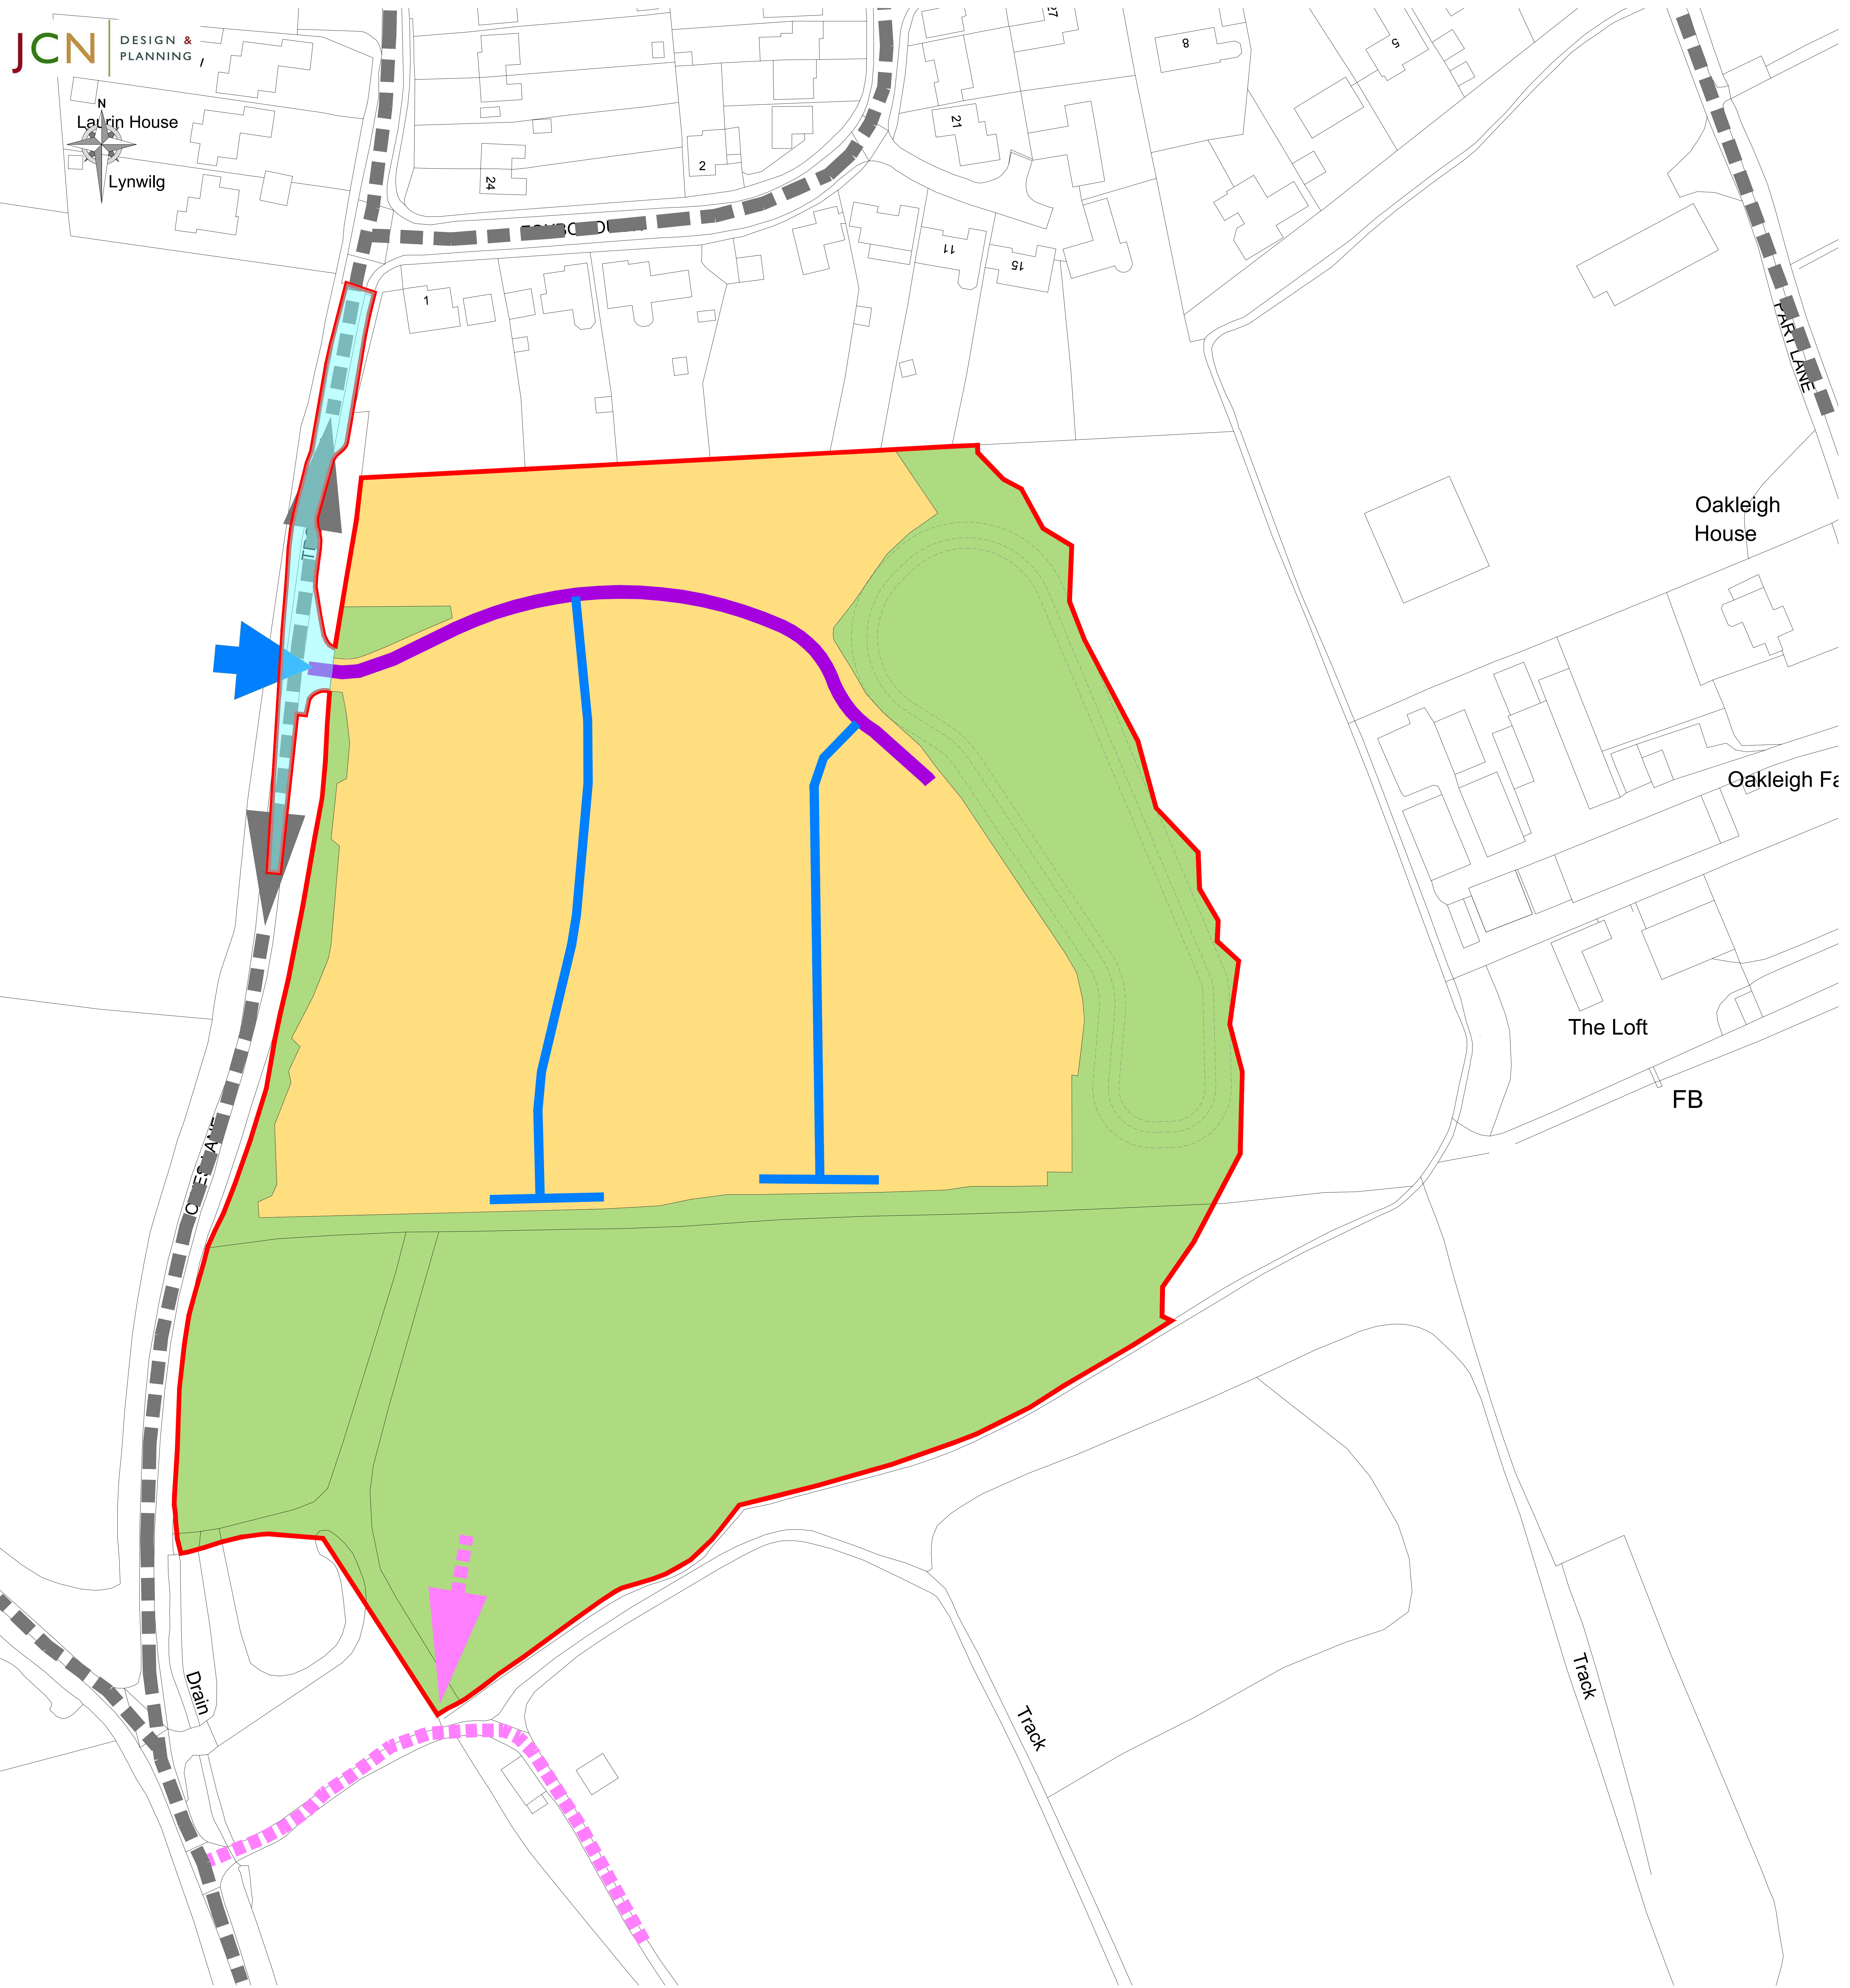 JCN DESIGN &
PLANNING
N
Laurin House
Lynwilg
24
2
21
27
8
5
1
11
15
PART LANE
Oakleigh
House
Oakleigh Fa
The Loft
FB
Drain
Track
Track